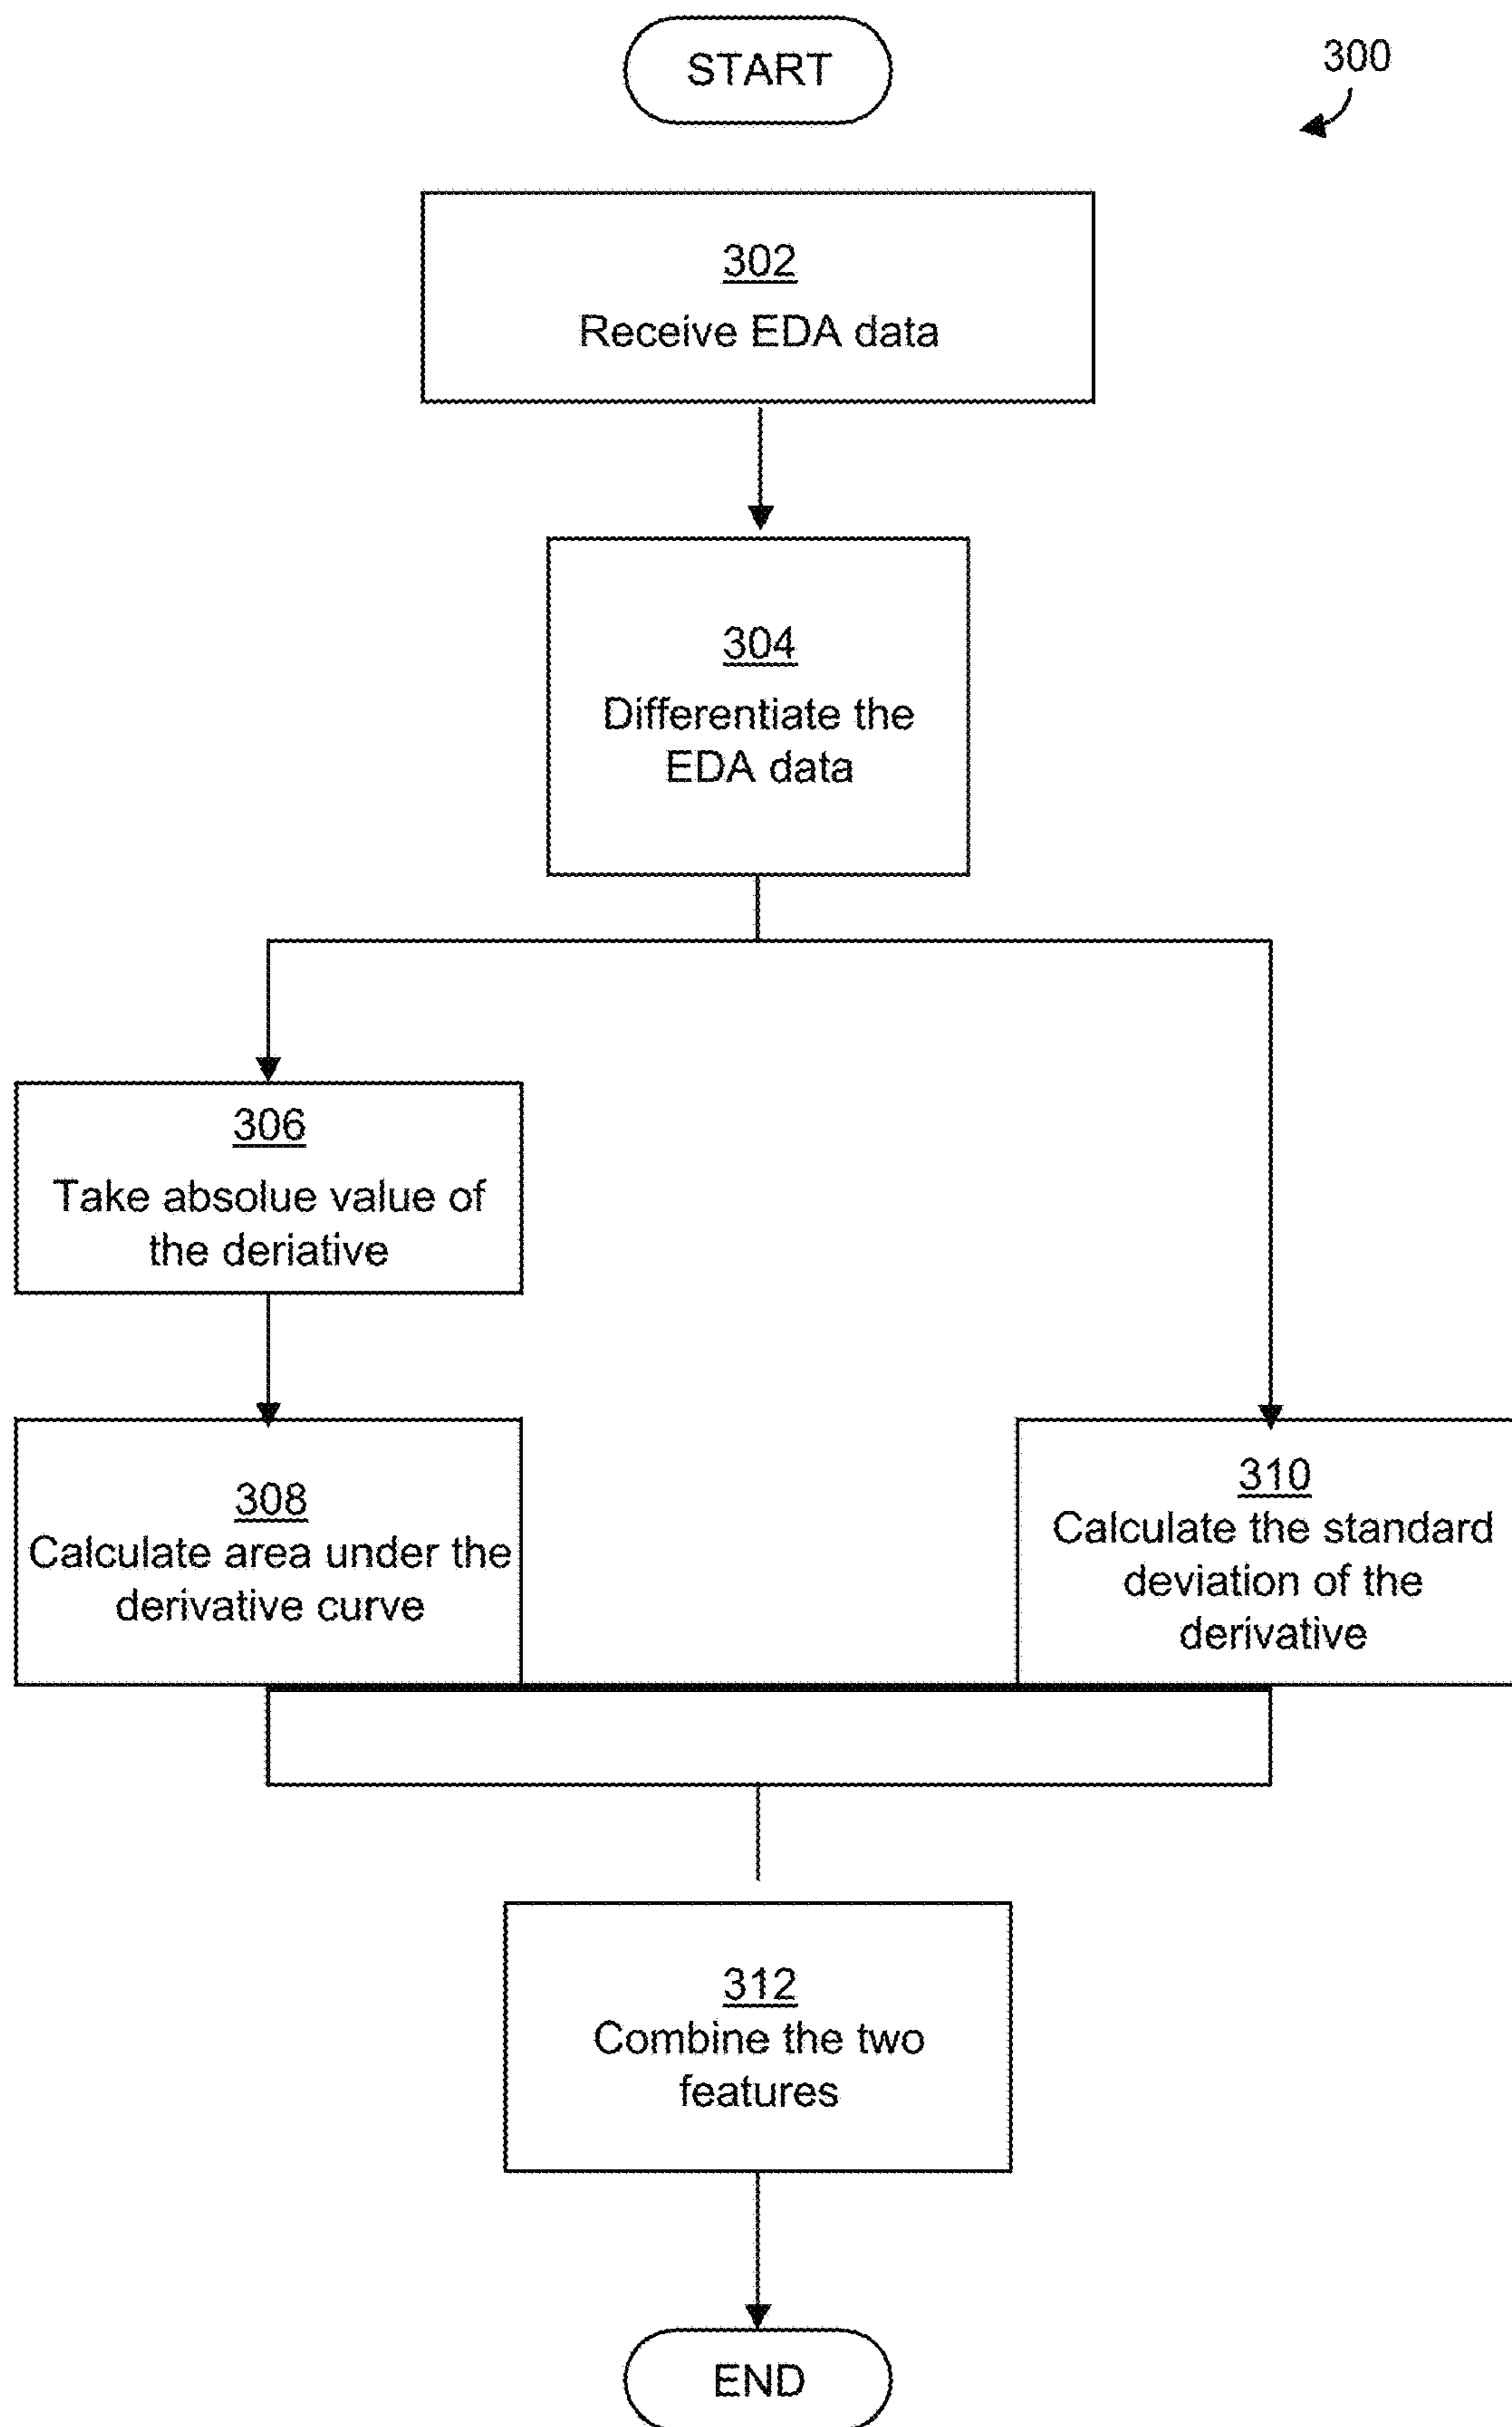 START
300
302
Receive EDA data
304
Differentiate the
EDA data
306
Take absolue value of
the deriative
308
Calculate area under the
derivative curve
310
Calculate the standard
deviation of the
derivative
312
Combine the two
features
END